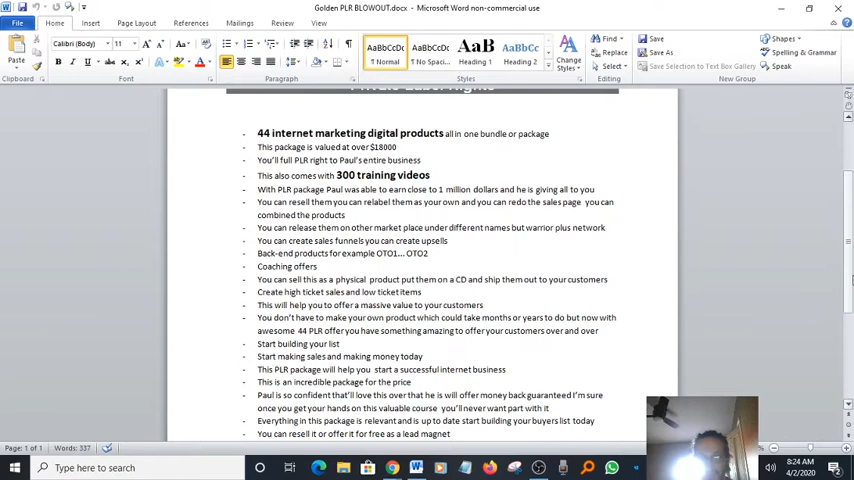 Golden PLR BLOWOUT.docx - Microsoft Word non-commercial use
File
Home
Insert
Page Layout
References
Mailings
Review
View
Paste
Calibri (Body)
11
AaBbCcDc
AaBbCcDc
AaB
AaBbCc
¶ Normal
¶ No Spaci...
Heading 1
Heading 2
Change
Styles
Find
Replace
Select
Save
Save As
Save Selection to Text Box Gallery
Shapes
Spelling & Grammar
Speak
Clipboard
Font
Paragraph
Styles
Editing
New Group
- 44 internet marketing digital products all in one bundle or package
- This package is valued at over $18000
- You'll full PLR right to Paul's entire business
- This also comes with 300 training videos
- With PLR package Paul was able to earn close to 1 million dollars and he is giving all to you
- You can resell them you can relabel them as your own and you can redo the sales page you can
combined the products
- You can release them on other market place under different names but warrior plus network
- You can create sales funnels you can create upsells
- Back-end products for example OTO1... OTO2
- Coaching offers
- You can sell this as a physical product put them on a CD and ship them out to your customers
- Create high ticket sales and low ticket items
- This will help you to offer a massive value to your customers
- You don't have to make your own product which could take months or years to do but now with
awesome 44 PLR offer you have something amazing to offer your customers over and over
- Start building your list
- Start making sales and making money today
- This PLR package will help you start a successful internet business
- This is an incredible package for the price
- Paul is so confident that'll love this over that he is will offer money back guaranteed I'm sure
once you get your hands on this valuable course you'll never want part with it
- Everything in this package is relevant and is up to date start building your buyers list today
- You can resell it or offer it for free as a lead magnet
Page: 1 of 1
Words: 337
Type here to search
8:24 AM
4/2/2020